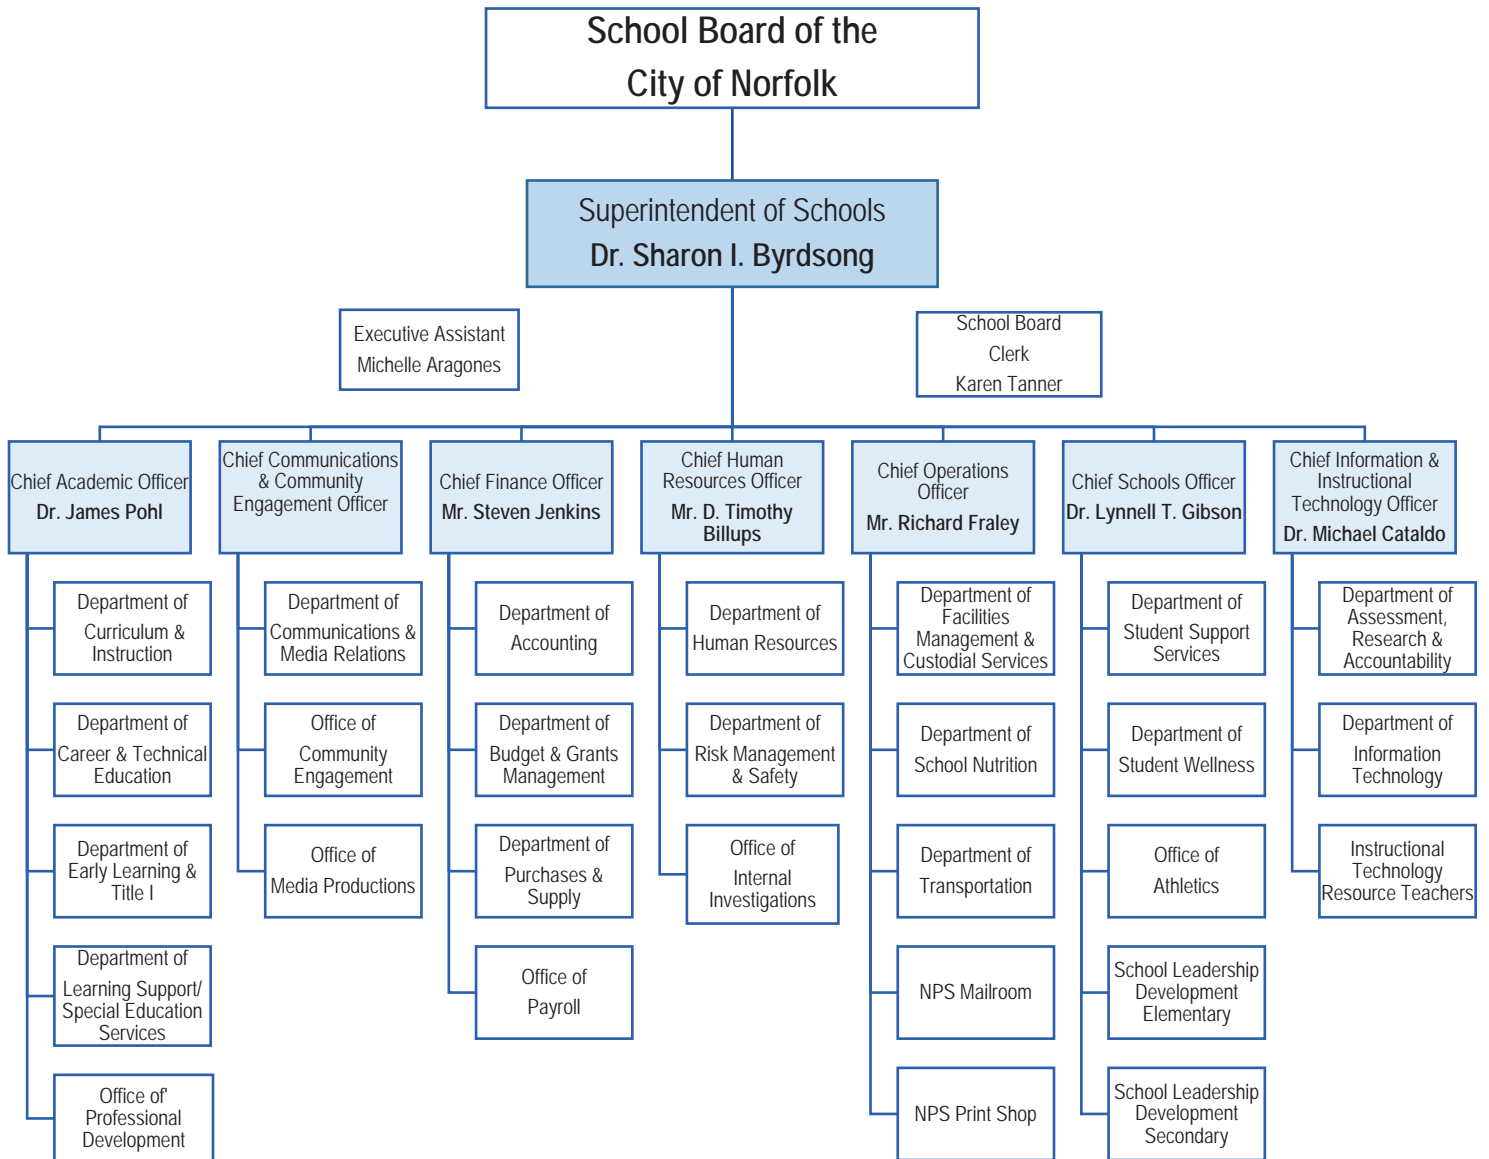 School Board of the
City of Norfolk
Superintendent of Schools
Dr. Sharon I. Byrdsong
Executive Assistant
Michelle Aragones
School Board
Clerk
Karen Tanner
Chief Academic Officer
Dr. James Pohl
Chief Communications
& Community
Engagement Officer
Chief Finance Officer
Mr. Steven Jenkins
Chief Human
Resources Officer
Mr. D. Timothy
Billups
Chief Operations
Officer
Mr. Richard Fraley
Chief Schools Officer
Dr. Lynnell T. Gibson
Chief Information &
Instructional
Technology Officer
Dr. Michael Cataldo
Department of
Curriculum &
Instruction
Department of
Career & Technical
Education
Department of
Early Learning &
Title I
Department of
Learning Support/
Special Education
Services
Office of'
Professional
Development
Department of
Communications &
Media Relations
Office of
Community
Engagement
Office of
Media Productions
Department of
Accounting
Department of
Budget & Grants
Management
Department of
Purchases &
Supply
Office of
Payroll
Department of
Human Resources
Department of
Risk Management
& Safety
Office of
Internal
Investigations
Department of
Facilities
Management &
Custodial Services
Department of
School Nutrition
Department of
Transportation
NPS Mailroom
NPS Print Shop
Department of
Student Support
Services
Department of
Student Wellness
Office of
Athletics
School Leadership
Development
Elementary
School Leadership
Development
Secondary
Department of
Assessment,
Research &
Accountability
Department of
Information
Technology
Instructional
Technology
Resource Teachers